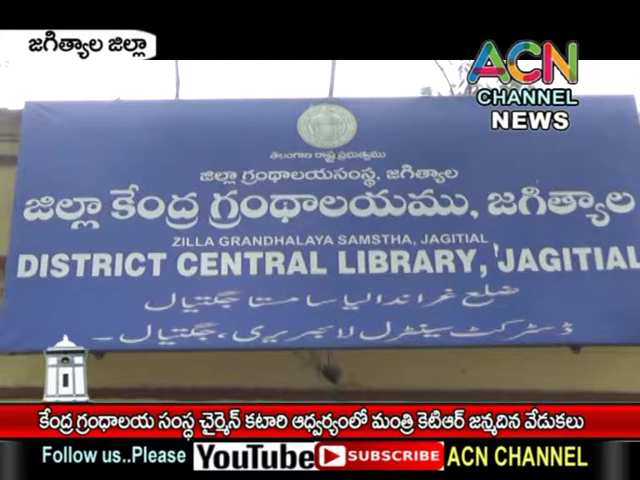 జగిత్యాల జిల్లా
ACN
CHANNEL
NEWS
తెలంగాణ రాష్ట్ర ప్రభుత్వము
జిల్లా గ్రంథాలయసంస్థ, జగిత్యాల
జిల్లా కేంద్ర గ్రంథాలయము, జగిత్యాల
ZILLA GRANDHALAYA SAMSTHA, JAGITIAL
DISTRICT CENTRAL LIBRARY, JAGITIAL
ضلع غراندالیا سامستا جگتیال
ڈسٹرکٹ سینٹرل لائبریری، جگتیال۔
కేంద్ర గ్రంధాలయ సంస్ధ చైర్మెన్ కటారి ఆధ్వర్యంలో మంత్రి కెటిఆర్ జన్మదిన వేడుకలు
Follow us..Please YouTube SUBSCRIBE ACN CHANNEL